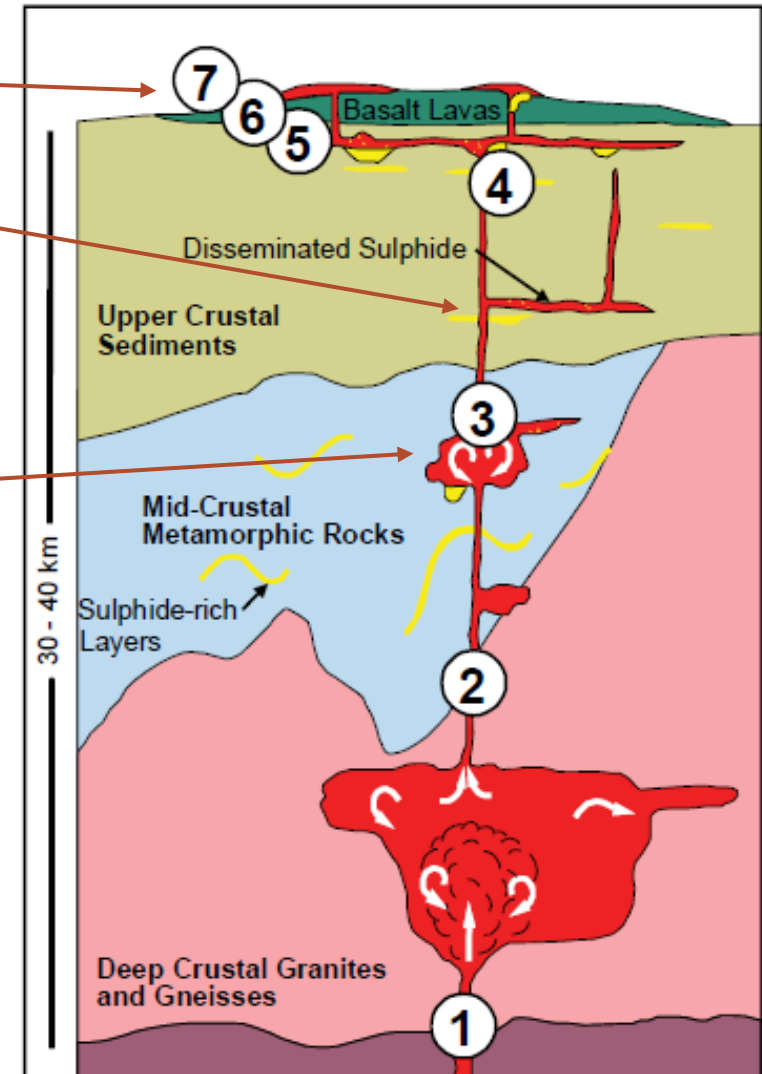 7
6
5
Basalt Lavas
4
Disseminated Sulphide
Upper Crustal
Sediments
3
Mid-Crustal
Metamorphic Rocks
30 - 40 km
Sulphide-rich
Layers
2
Deep Crustal Granites
and Gneisses
1